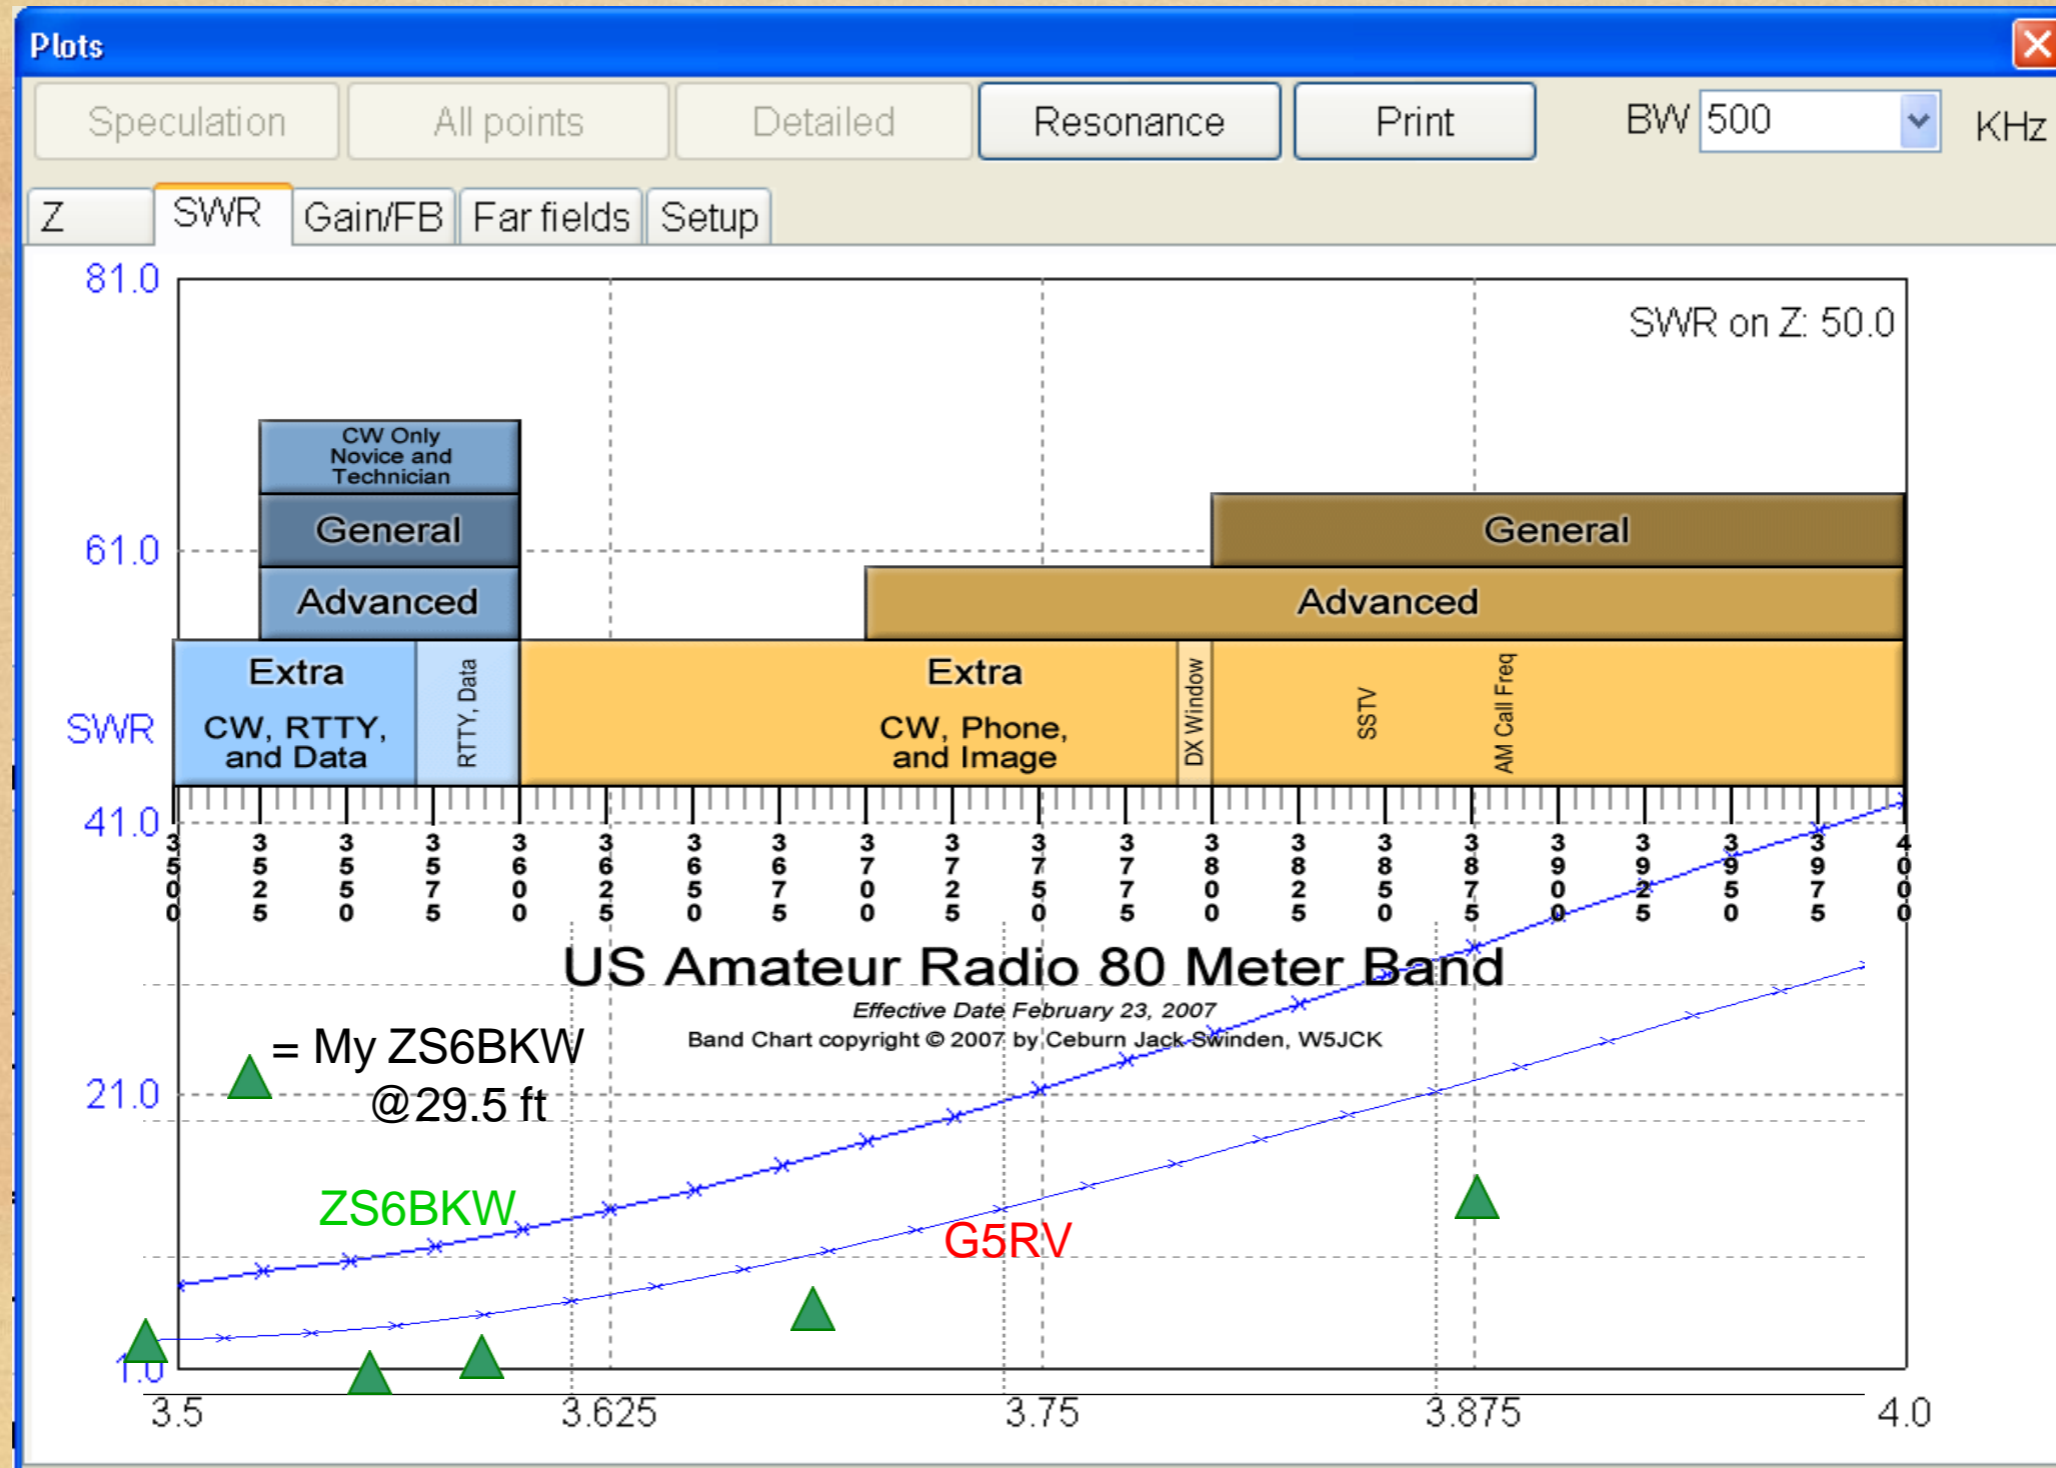 Plots
Speculation All points Detailed Resonance Print BW 500 KHz
Z SWR Gain/FB Far fields Setup
81.0
SWR on Z: 50.0
CW Only
Novice and
Technician
General
General
61.0
Advanced
Advanced
Extra
CW, RTTY,
and Data
RTTY, Data
Extra
CW, Phone,
and Image
DX Window
SSTV
AM Call Freq
SWR
41.0
3500 3525 3550 3575 3600 3625 3650 3675 3700 3725 3750 3775 3800 3825 3850 3875 3900 3925 3950 3975 4000
US Amateur Radio 80 Meter Band
Effective Date February 23, 2007
Band Chart copyright © 2007 by Ceburn Jack Swinden, W5JCK
= My ZS6BKW
@29.5 ft
21.0
ZS6BKW
G5RV
1.0
3.5 3.625 3.75 3.875 4.0